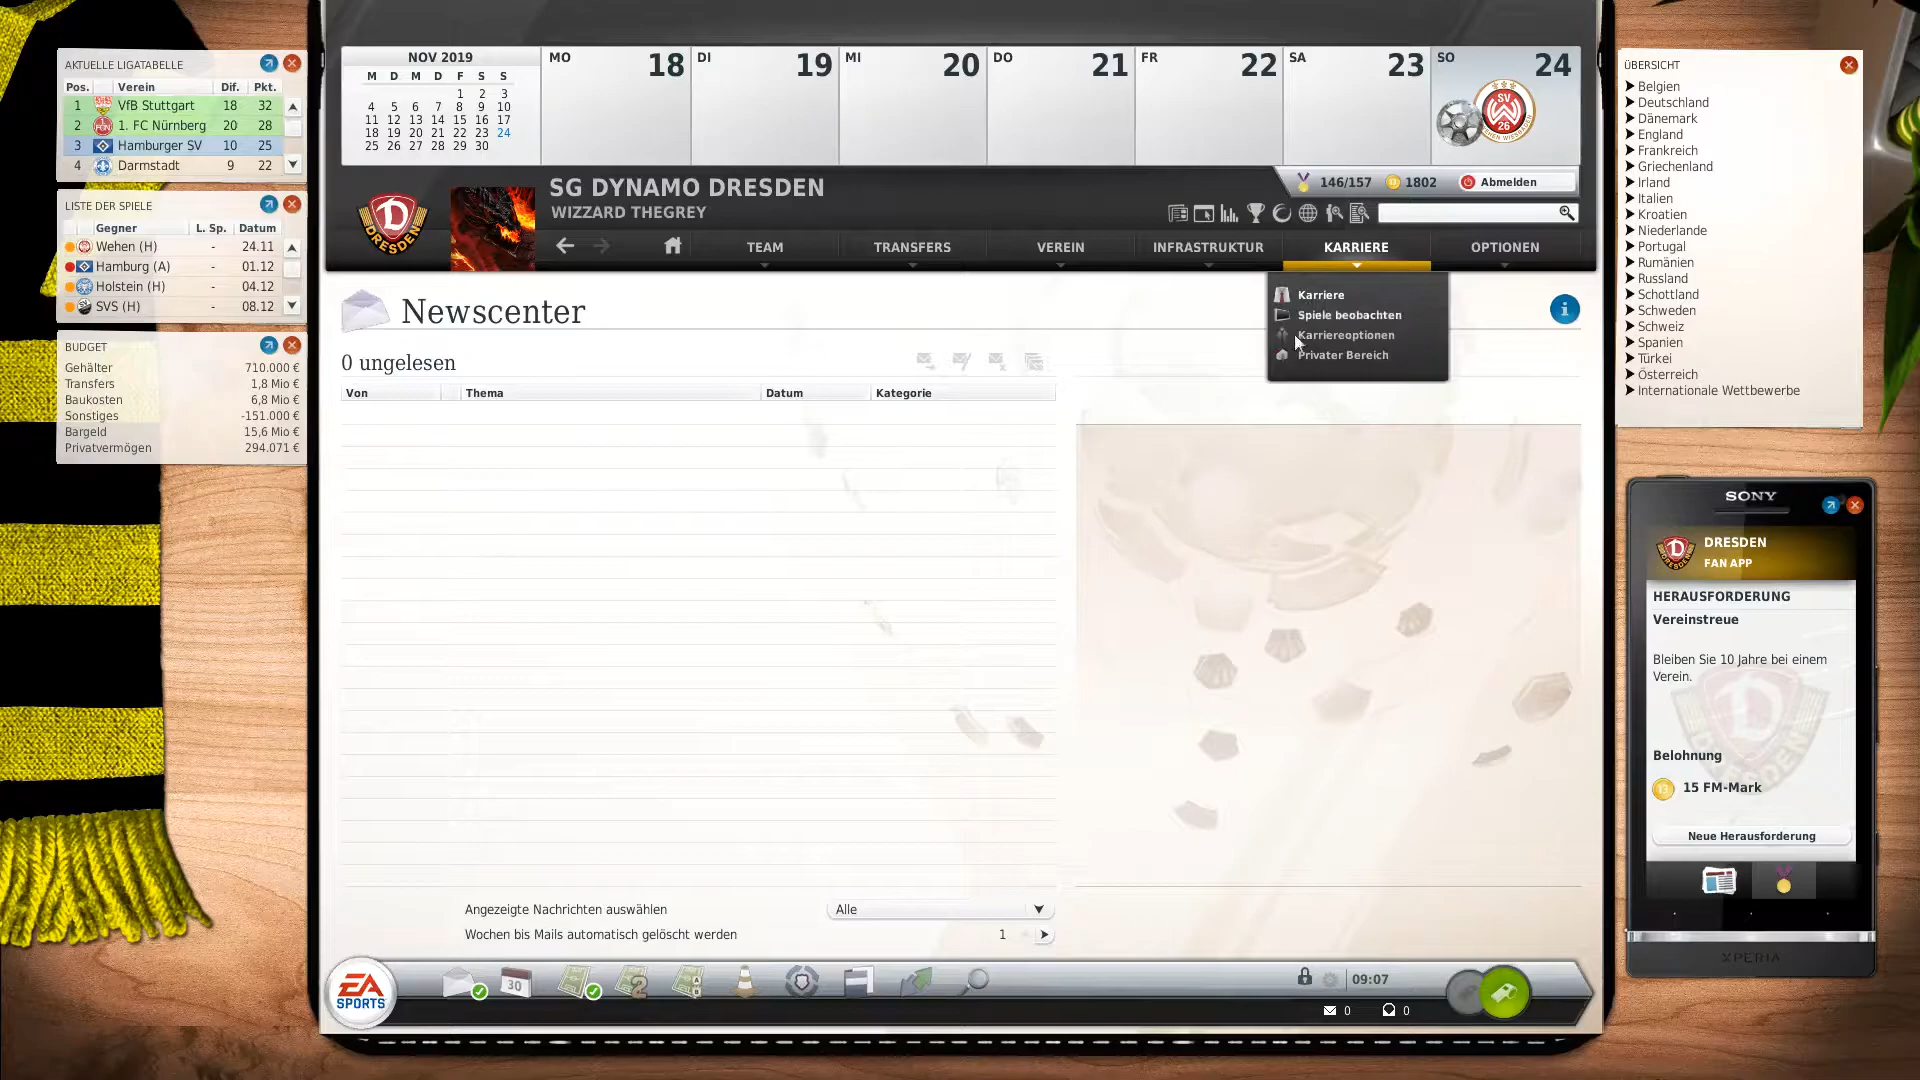 AKTUELLE LIGATABELLE
Pos. Verein Dif. Pkt.
1 VfB Stuttgart 18 32
2 1. FC Nürnberg 20 28
3 Hamburger SV 10 25
4 Darmstadt 9 22
LISTE DER SPIELE
Gegner L. Sp. Datum
Wehen (H) - 24.11
Hamburg (A) - 01.12
Holstein (H) - 04.12
SVS (H) - 08.12
BUDGET
Gehälter 710.000 €
Transfers 1,8 Mio €
Baukosten 6,8 Mio €
Sonstiges -151.000 €
Bargeld 15,6 Mio €
Privatvermögen 294.071 €
NOV 2019
M D M D F S S
1 2 3
4 5 6 7 8 9 10
11 12 13 14 15 16 17
18 19 20 21 22 23 24
25 26 27 28 29 30
MO 18 DI 19 MI 20 DO 21 FR 22 SA 23 SO 24
SG DYNAMO DRESDEN
WIZZARD THEGREY
146/157 1802 Abmelden
TEAM TRANSFERS VEREIN INFRASTRUKTUR KARRIERE OPTIONEN
Karriere
Spiele beobachten
Karriereoptionen
Privater Bereich
Newscenter
0 ungelesen
Von Thema Datum Kategorie
Angezeigte Nachrichten auswählen Alle
Wochen bis Mails automatisch gelöscht werden 1
EA
SPORTS
30
09:07
0 0
ÜBERSICHT
Belgien
Deutschland
Dänemark
England
Frankreich
Griechenland
Irland
Italien
Kroatien
Niederlande
Portugal
Rumänien
Russland
Schottland
Schweden
Schweiz
Spanien
Türkei
Österreich
Internationale Wettbewerbe
SONY
DRESDEN
FAN APP
HERAUSFORDERUNG
Vereinstreue
Bleiben Sie 10 Jahre bei einem
Verein.
Belohnung
15 FM-Mark
Neue Herausforderung
XPERIA